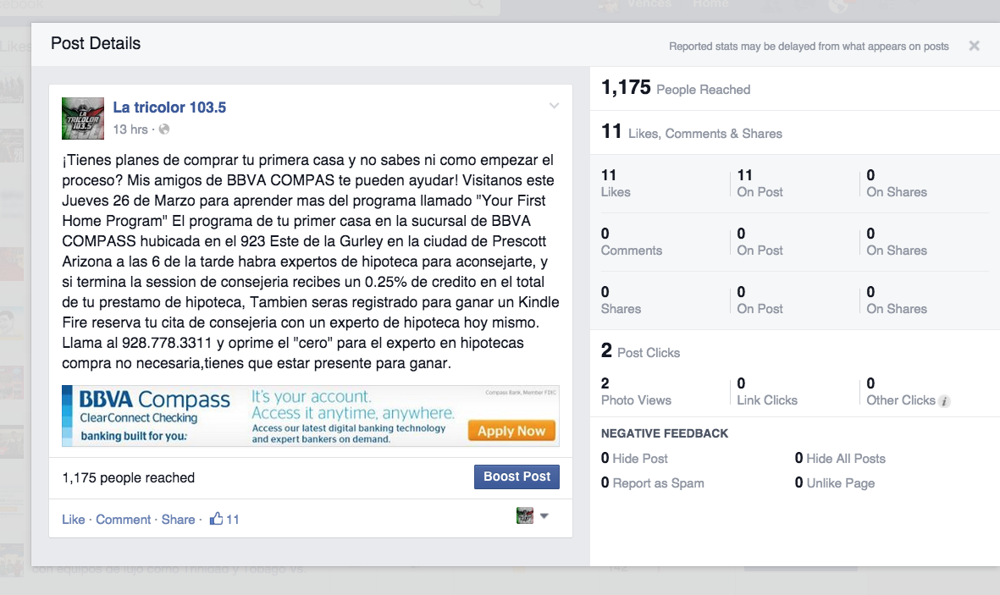 Vences Home
Post Details
Reported stats may be delayed from what appears on posts
La tricolor 103.5
13 hrs ·
¡Tienes planes de comprar tu primera casa y no sabes ni como empezar el
proceso? Mis amigos de BBVA COMPAS te pueden ayudar! Visitanos este
Jueves 26 de Marzo para aprender mas del programa llamado "Your First
Home Program" El programa de tu primer casa en la sucursal de BBVA
COMPASS hubicada en el 923 Este de la Gurley en la ciudad de Prescott
Arizona a las 6 de la tarde habra expertos de hipoteca para aconsejarte, y
si termina la session de consejeria recibes un 0.25% de credito en el total
de tu prestamo de hipoteca, Tambien seras registrado para ganar un Kindle
Fire reserva tu cita de consejeria con un experto de hipoteca hoy mismo.
Llama al 928.778.3311 y oprime el "cero" para el experto en hipotecas
compra no necesaria,tienes que estar presente para ganar.
BBVA Compass
ClearConnect Checking
banking built for you:
It's your account.
Access it anytime, anywhere.
Access our latest digital banking technology
and expert bankers on demand.
Compass Bank, Member FDIC
Apply Now
1,175 people reached
Boost Post
Like · Comment · Share · 11
1,175 People Reached
11 Likes, Comments & Shares
11 11 0
Likes On Post On Shares
0 0 0
Comments On Post On Shares
0 0 0
Shares On Post On Shares
2 Post Clicks
2 0 0
Photo Views Link Clicks Other Clicks i
NEGATIVE FEEDBACK
0 Hide Post 0 Hide All Posts
0 Report as Spam 0 Unlike Page
con equipos de lujo como Trinidad y Tobago vs.